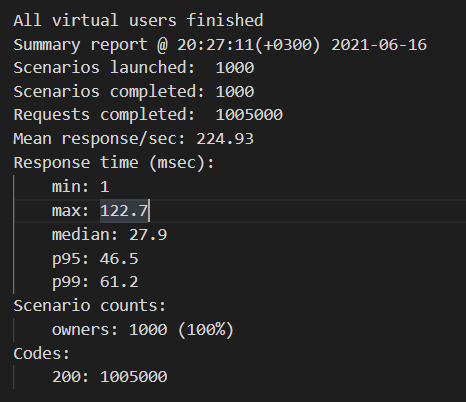 All virtual users finished
Summary report @ 20:27:11(+0300) 2021-06-16
Scenarios launched:  1000
Scenarios completed: 1000
Requests completed:  1005000
Mean response/sec: 224.93
Response time (msec):
    min: 1
    max: 122.7
    median: 27.9
    p95: 46.5
    p99: 61.2
Scenario counts:
    owners: 1000 (100%)
Codes:
    200: 1005000